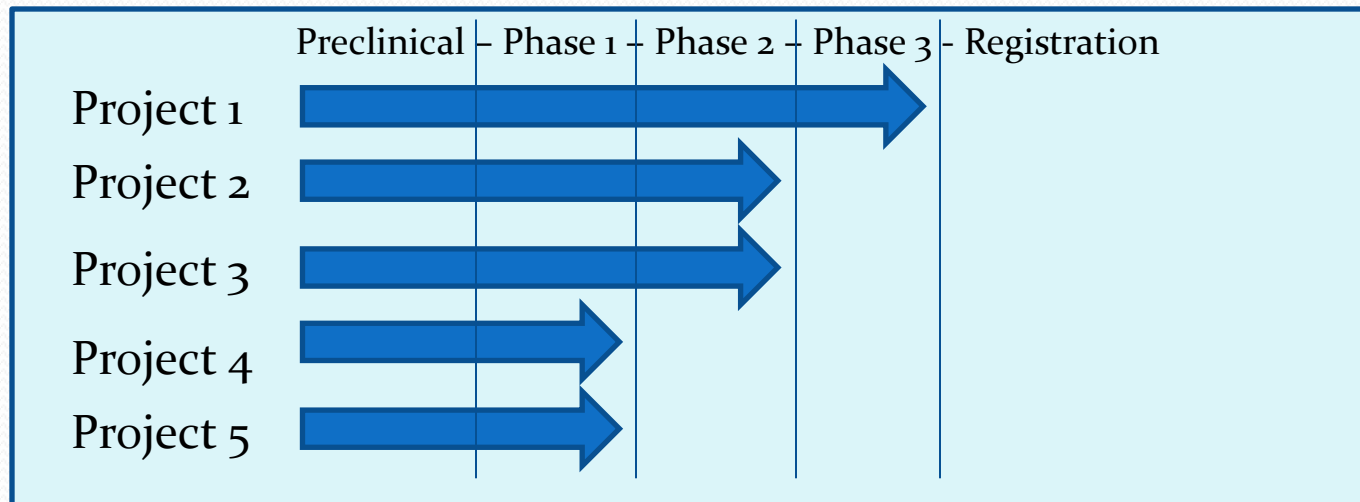 Preclinical – Phase 1 – Phase 2 – Phase 3 - Registration
Project 1
Project 2
Project 3
Project 4
Project 5